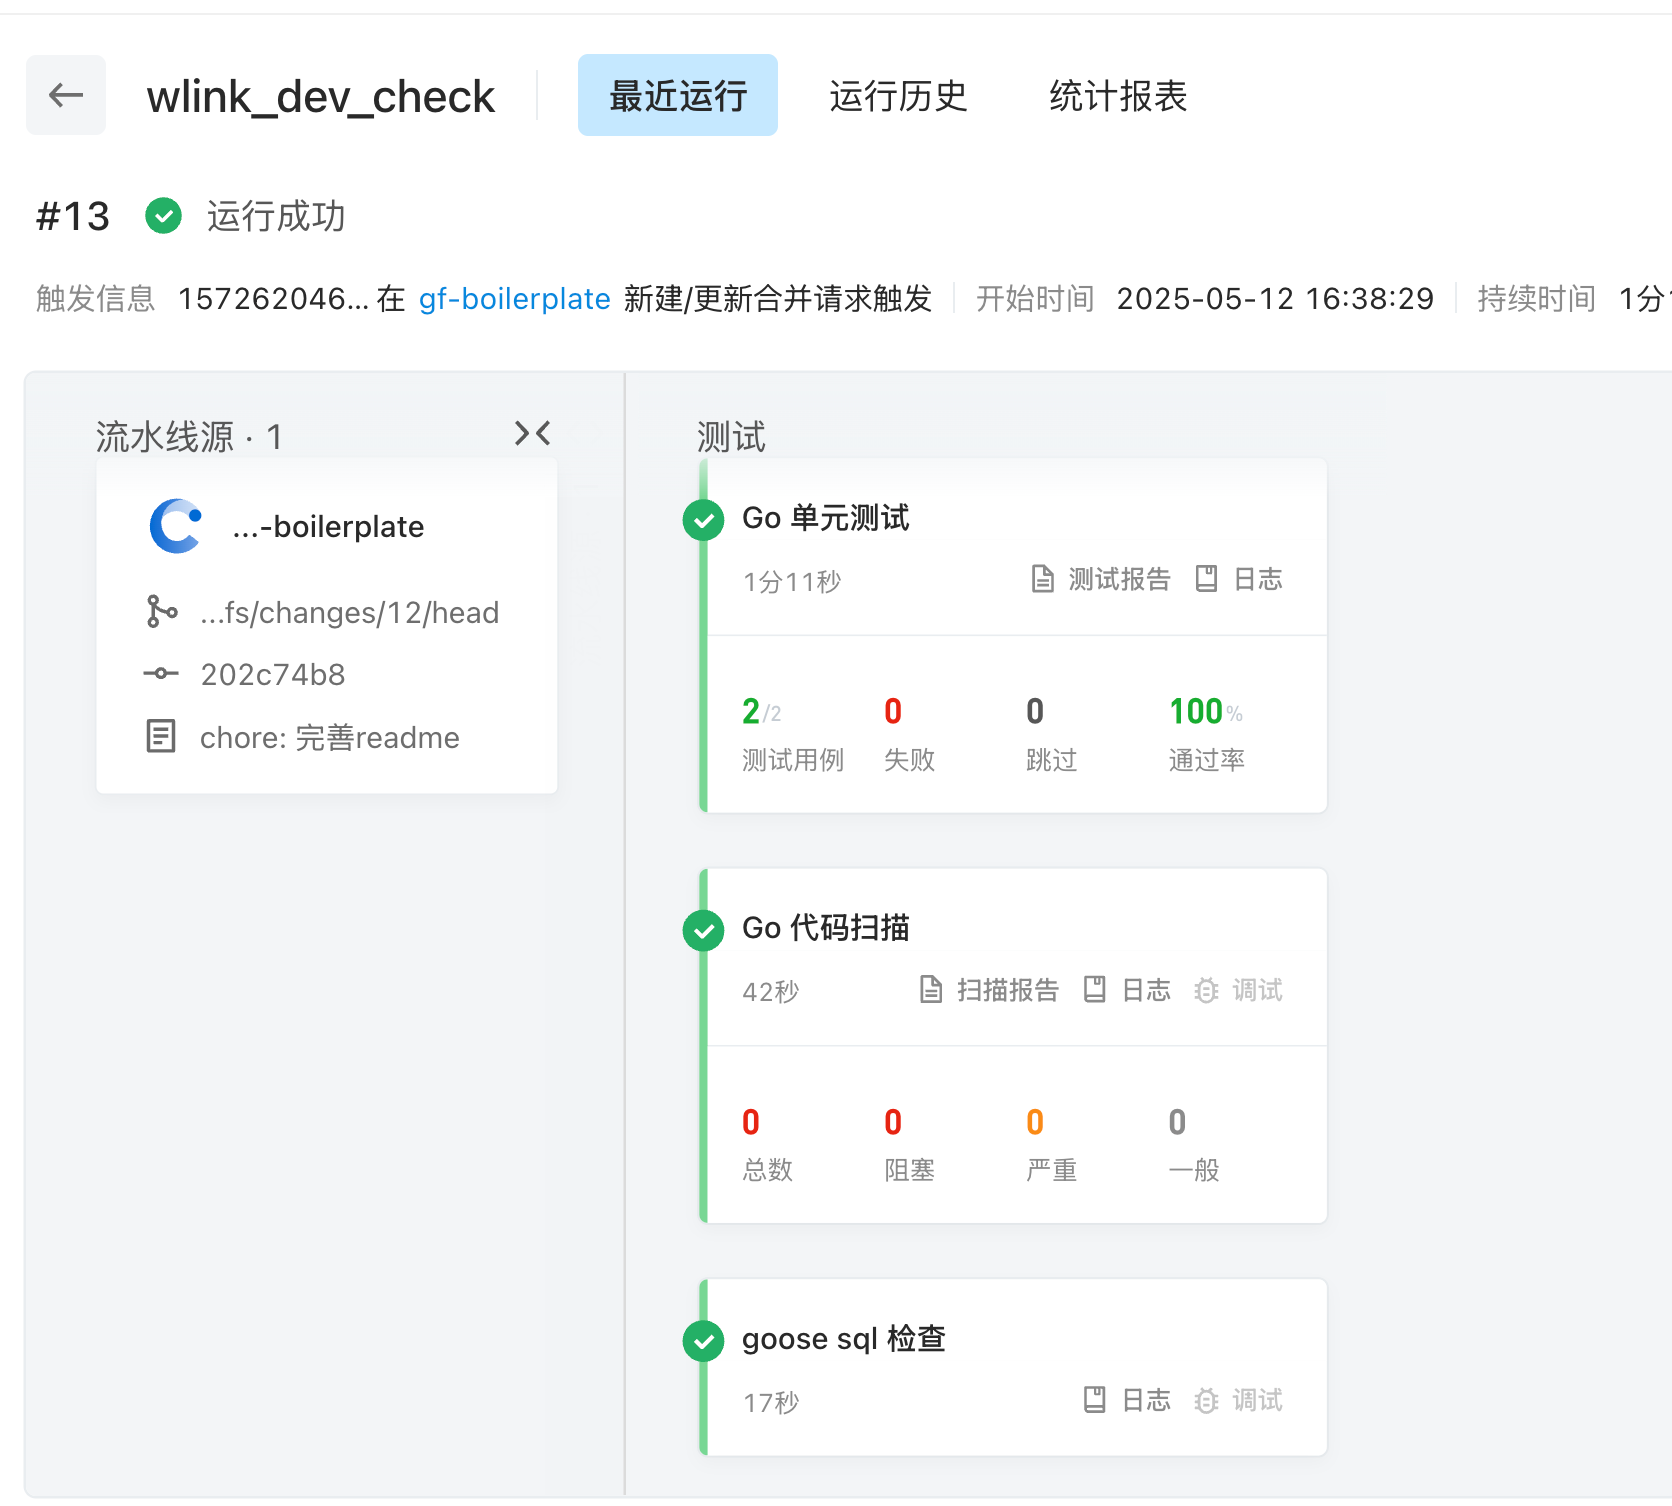 wlink_dev_check 最近运行 运行历史 统计报表
#13 运行成功
触发信息 157262046... 在 gf-boilerplate 新建/更新合并请求触发 开始时间 2025-05-12 16:38:29 持续时间 1分
流水线源 · 1
...-boilerplate
...fs/changes/12/head
202c74b8
chore: 完善readme
测试
Go 单元测试
1分11秒 测试报告 日志
2/2 0 0 100%
测试用例 失败 跳过 通过率
Go 代码扫描
42秒 扫描报告 日志 调试
0 0 0 0
总数 阻塞 严重 一般
goose sql 检查
17秒 日志 调试